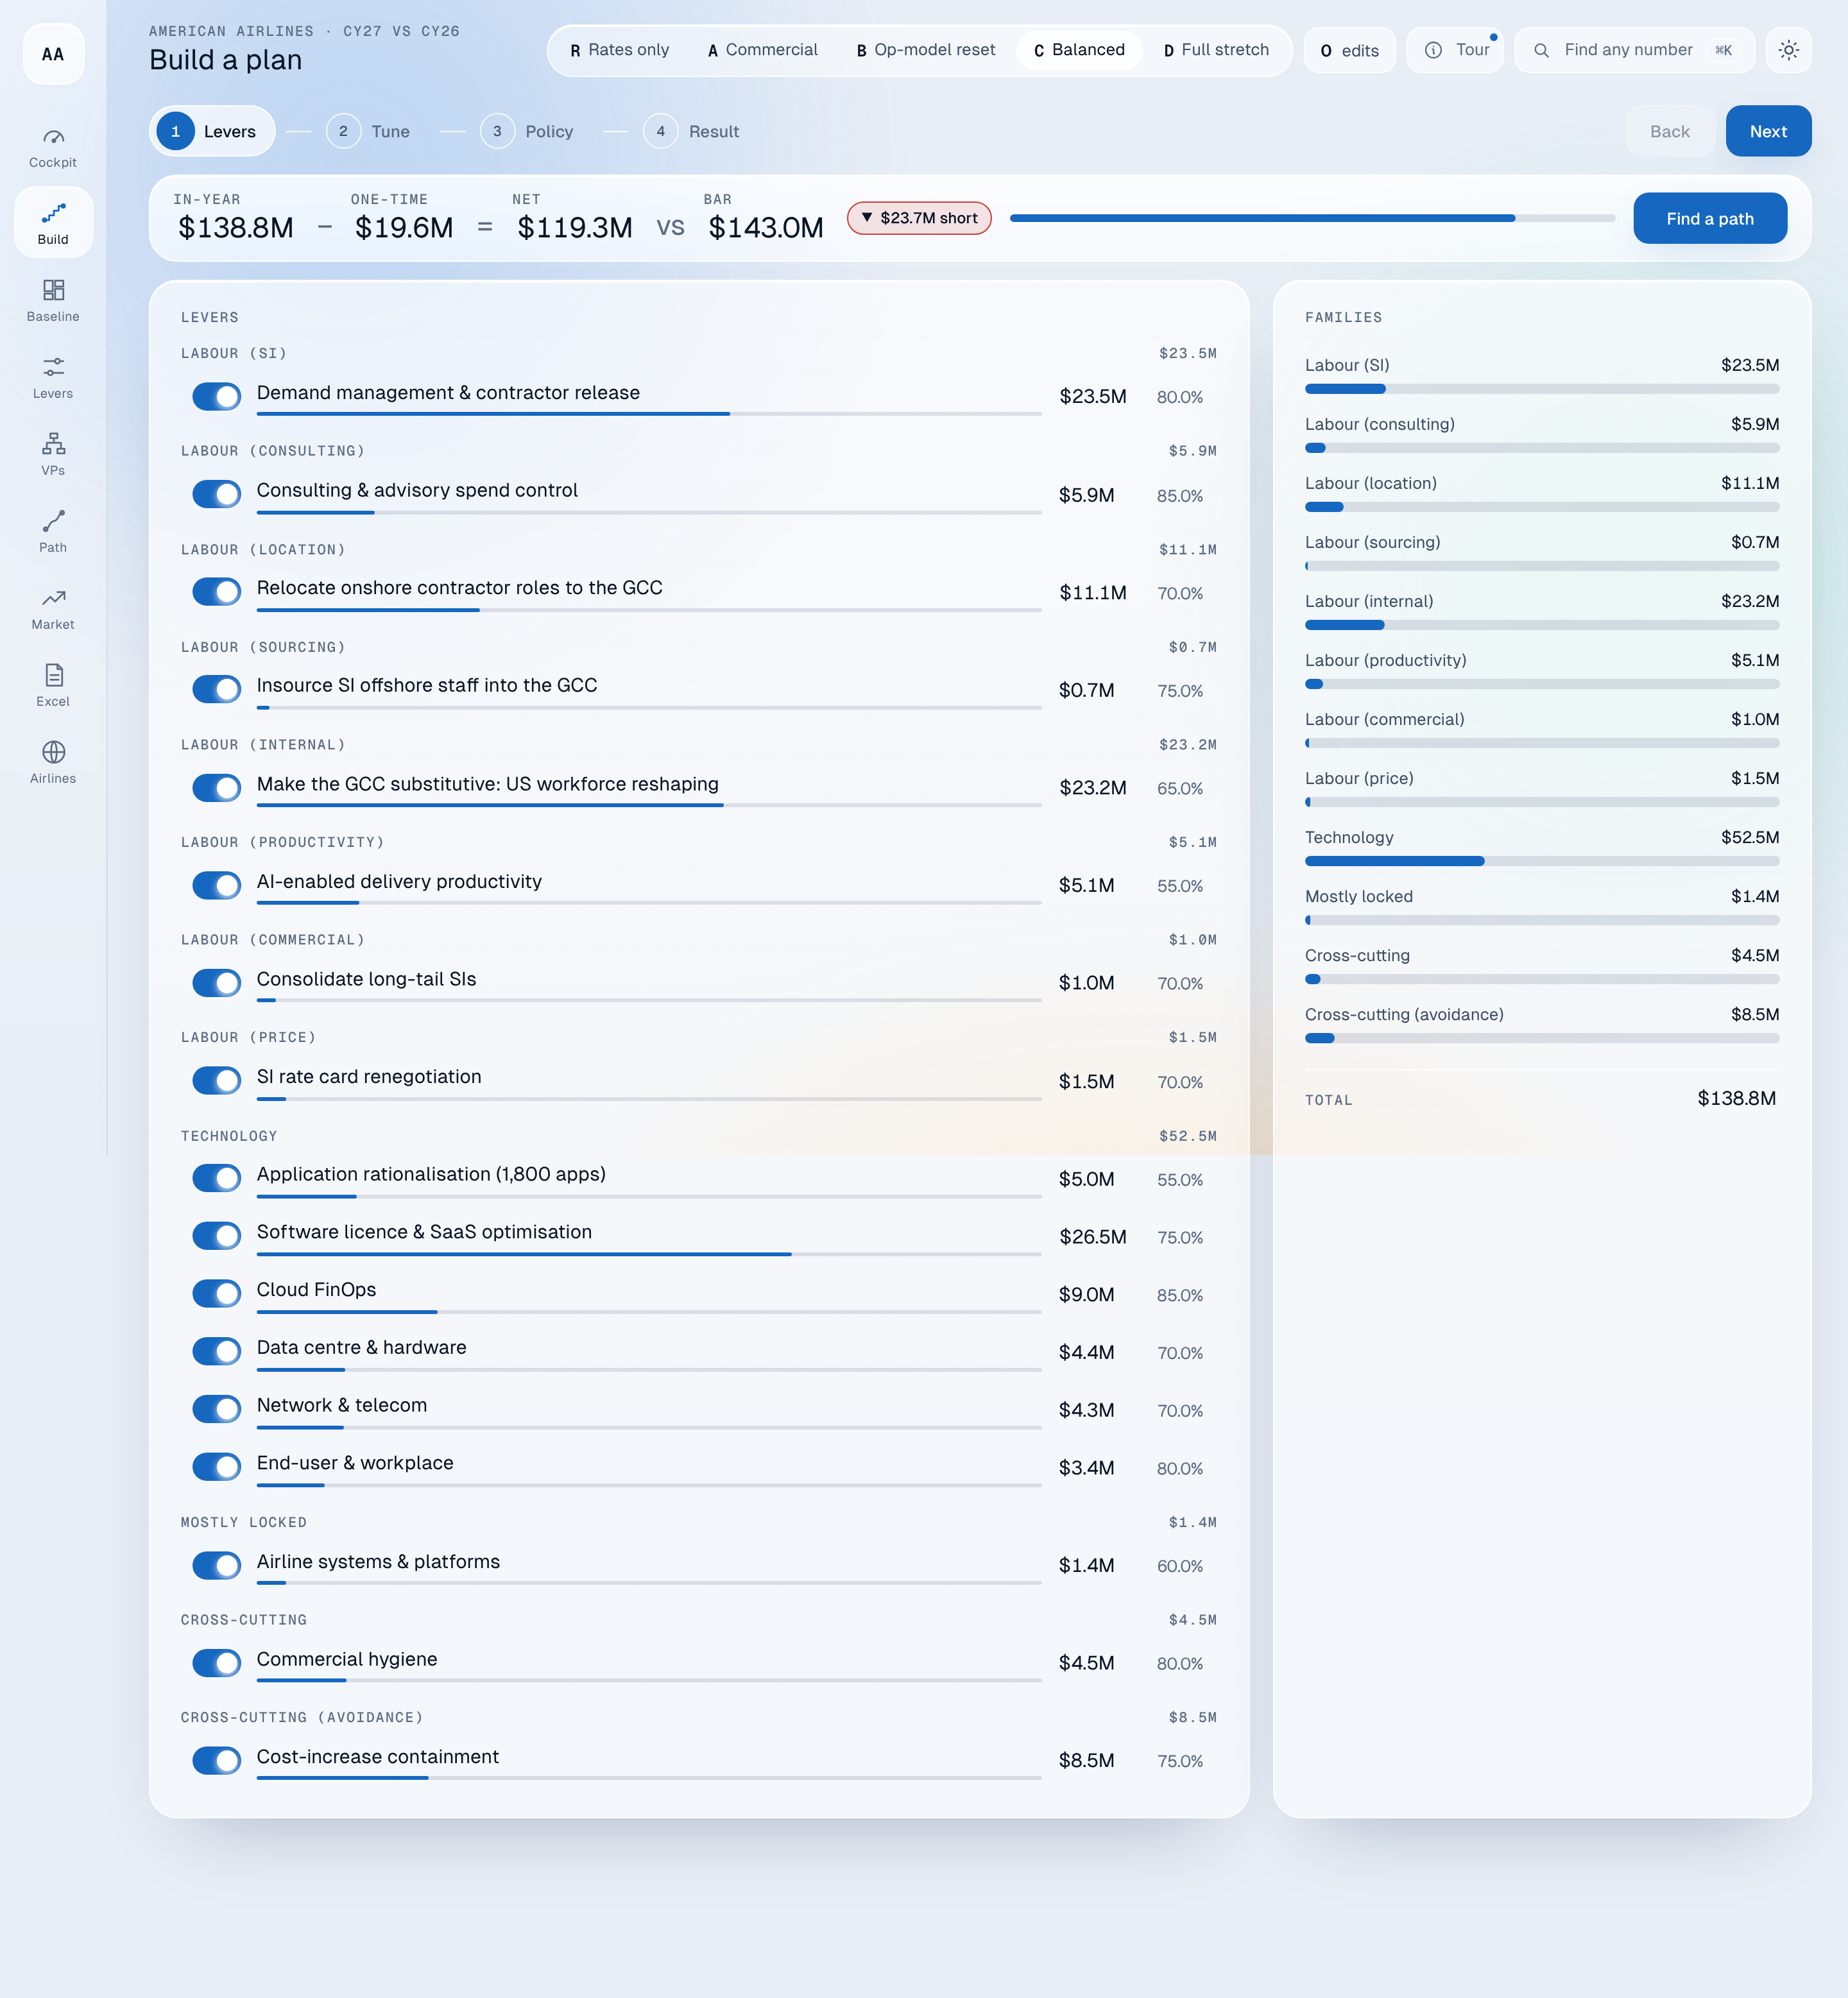 AA
AMERICAN AIRLINES · CY27 VS CY26
Build a plan
R Rates only A Commercial B Op-model reset C Balanced D Full stretch
0 edits
Tour
Find any number ⌘K
Cockpit
Build
Baseline
Levers
VPs
Path
Market
Excel
Airlines
1 Levers 2 Tune 3 Policy 4 Result
Back Next
IN-YEAR ONE-TIME NET BAR
$138.8M – $19.6M = $119.3M vs $143.0M
▼ $23.7M short
Find a path
LEVERS
LABOUR (SI) $23.5M
Demand management & contractor release $23.5M 80.0%
LABOUR (CONSULTING) $5.9M
Consulting & advisory spend control $5.9M 85.0%
LABOUR (LOCATION) $11.1M
Relocate onshore contractor roles to the GCC $11.1M 70.0%
LABOUR (SOURCING) $0.7M
Insource SI offshore staff into the GCC $0.7M 75.0%
LABOUR (INTERNAL) $23.2M
Make the GCC substitutive: US workforce reshaping $23.2M 65.0%
LABOUR (PRODUCTIVITY) $5.1M
AI-enabled delivery productivity $5.1M 55.0%
LABOUR (COMMERCIAL) $1.0M
Consolidate long-tail SIs $1.0M 70.0%
LABOUR (PRICE) $1.5M
SI rate card renegotiation $1.5M 70.0%
TECHNOLOGY $52.5M
Application rationalisation (1,800 apps) $5.0M 55.0%
Software licence & SaaS optimisation $26.5M 75.0%
Cloud FinOps $9.0M 85.0%
Data centre & hardware $4.4M 70.0%
Network & telecom $4.3M 70.0%
End-user & workplace $3.4M 80.0%
MOSTLY LOCKED $1.4M
Airline systems & platforms $1.4M 60.0%
CROSS-CUTTING $4.5M
Commercial hygiene $4.5M 80.0%
CROSS-CUTTING (AVOIDANCE) $8.5M
Cost-increase containment $8.5M 75.0%
FAMILIES
Labour (SI) $23.5M
Labour (consulting) $5.9M
Labour (location) $11.1M
Labour (sourcing) $0.7M
Labour (internal) $23.2M
Labour (productivity) $5.1M
Labour (commercial) $1.0M
Labour (price) $1.5M
Technology $52.5M
Mostly locked $1.4M
Cross-cutting $4.5M
Cross-cutting (avoidance) $8.5M
TOTAL $138.8M